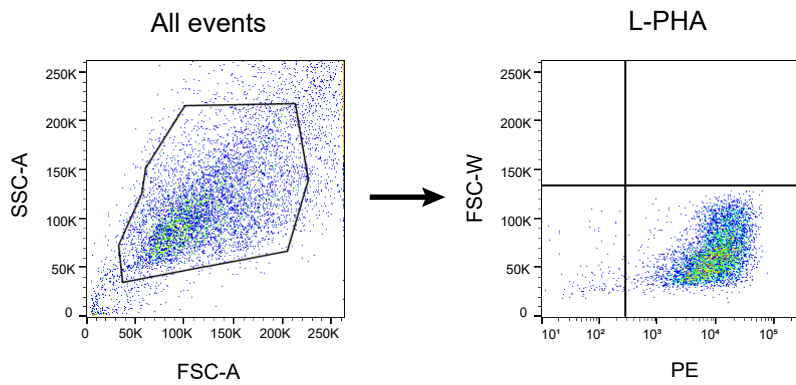 All events
L-PHA
250K
200K
150K
100K
50K
0
SSC-A
0 50K 100K 150K 200K 250K
FSC-A
250K
200K
150K
100K
50K
0
FSC-W
10¹ 10² 10³ 10⁴ 10⁵
PE